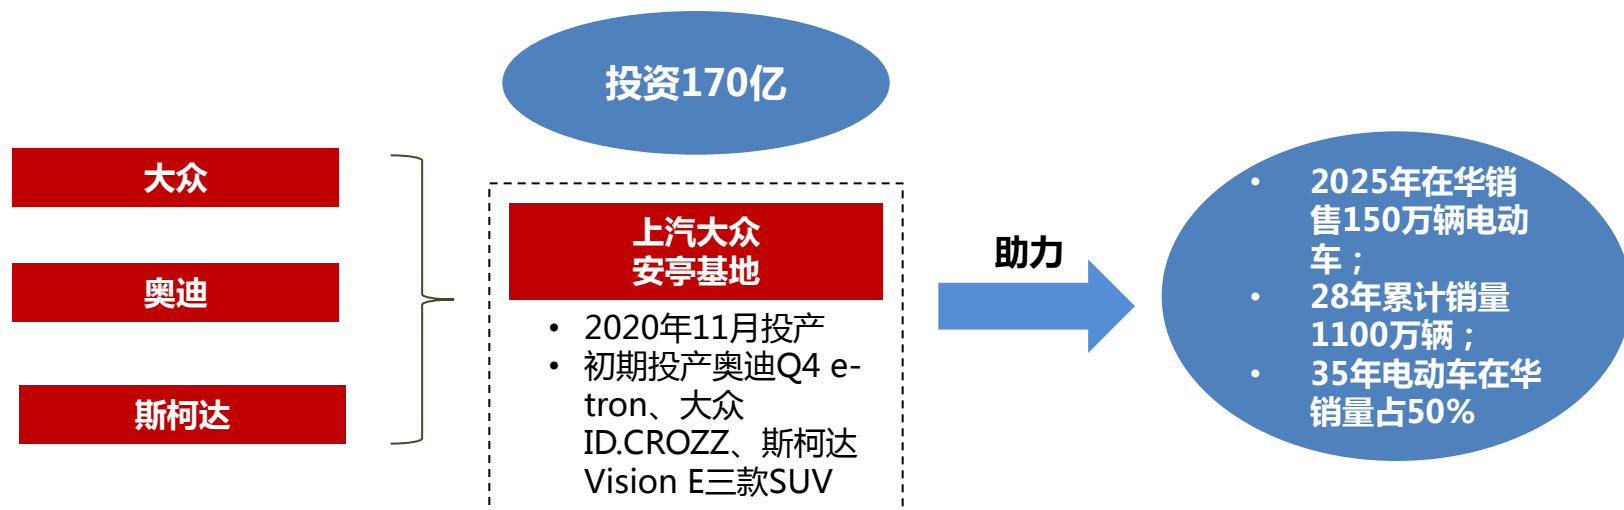 投资170亿
大众
奥迪
斯柯达
上汽大众
安亭基地
• 2020年11月投产
• 初期投产奥迪Q4 e-
tron、大众
ID.CROZZ、斯柯达
Vision E三款SUV
助力
• 2025年在华销
售150万辆电动
车；
• 28年累计销量
1100万辆；
• 35年电动车在华
销量占50%